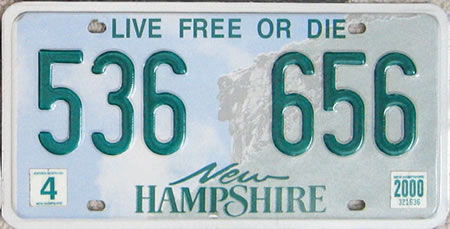 LIVE FREE OR DIE
536 656
4
2000
New
HAMPSHIRE